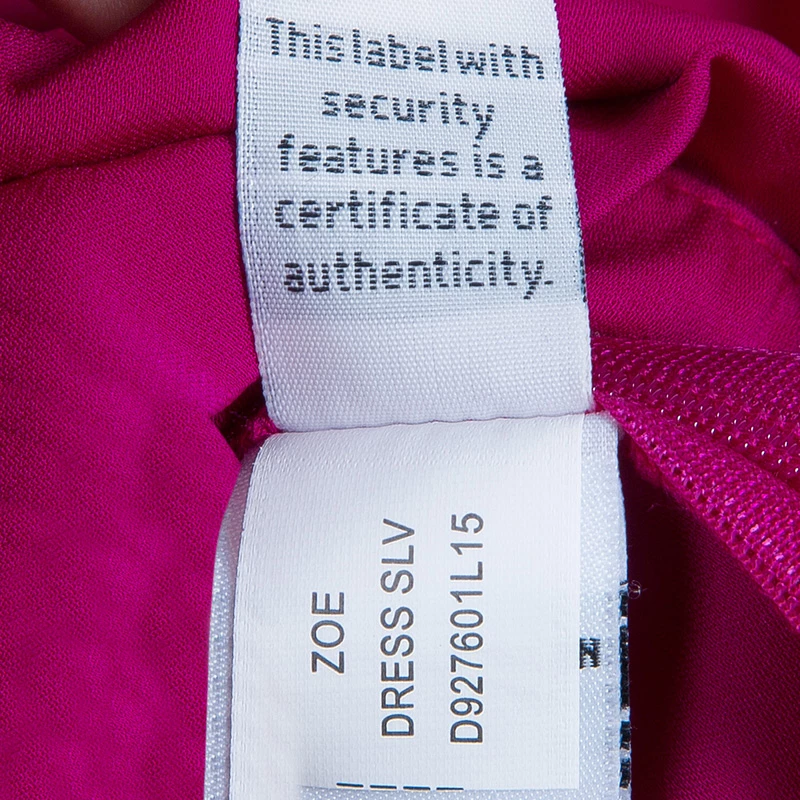 This label with
security
features is a
certificate of
authenticity.
ZOE
DRESS SLV
D927601L15